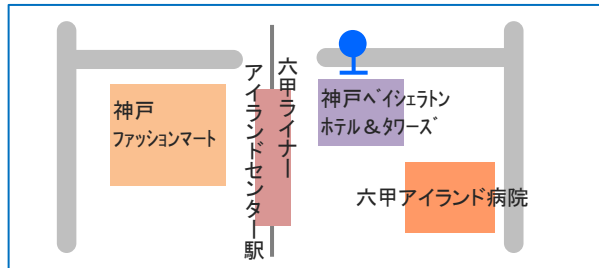 神戸
ファッションマート
アイランドセンター駅
六甲ライナー
神戸ベイシェラトン
ホテル＆タワーズ
六甲アイランド病院